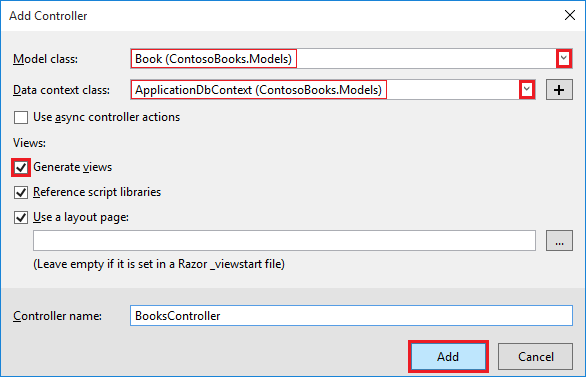 Add Controller
Model class: Book (ContosoBooks.Models)
Data context class: ApplicationDbContext (ContosoBooks.Models) +
Use async controller actions
Views:
Generate views
Reference script libraries
Use a layout page:
...
(Leave empty if it is set in a Razor _viewstart file)
Controller name: BooksController
Add Cancel